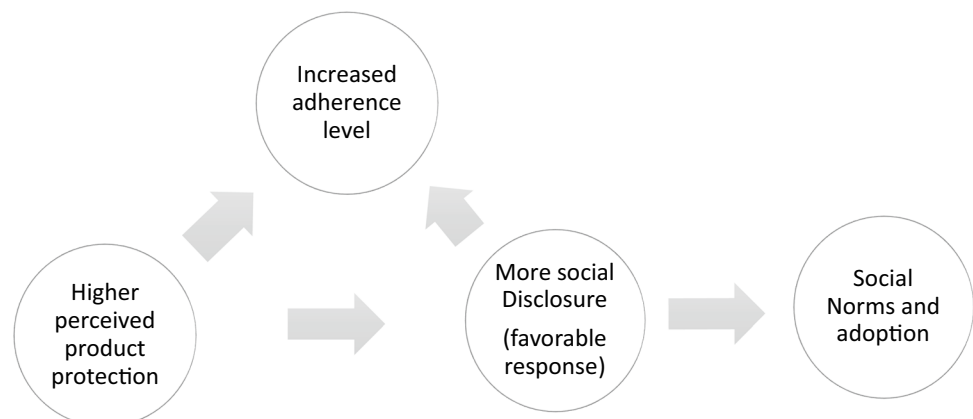 Increased
adherence
level
Higher
perceived
product
protection
More social
Disclosure
(favorable
response)
Social
Norms and
adoption